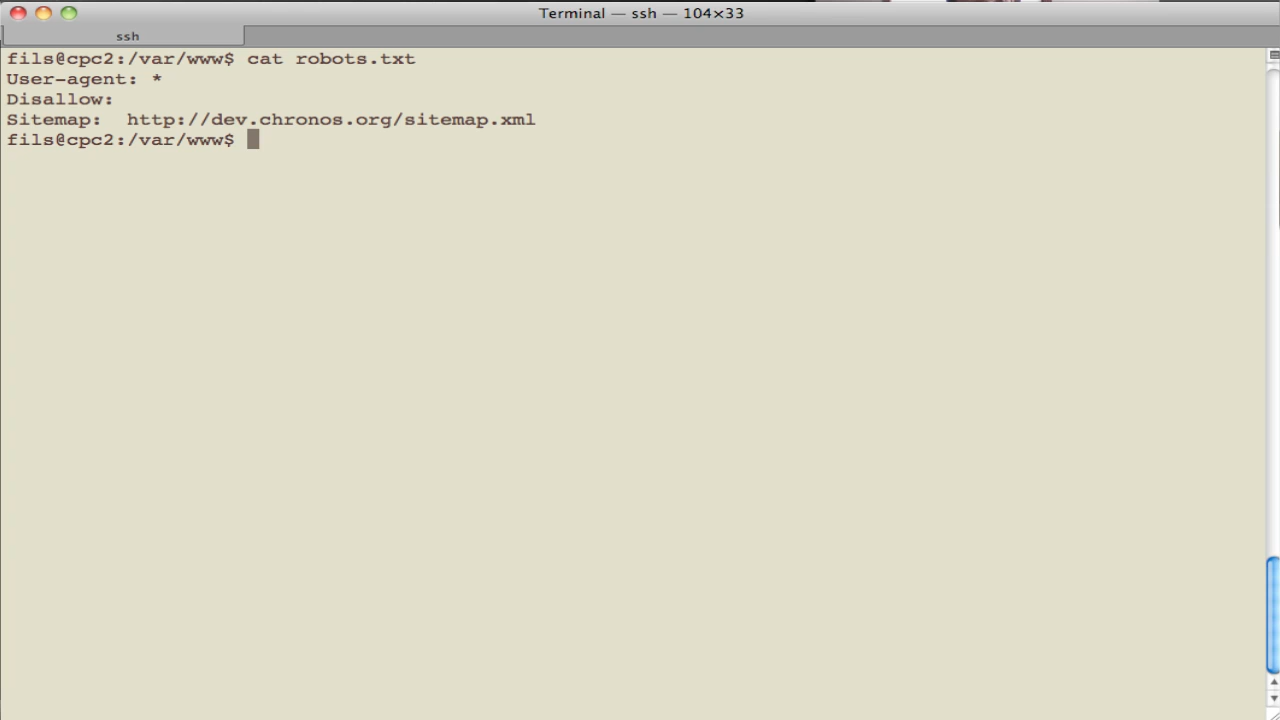 Terminal — ssh — 104×33
ssh
fils@cpc2:/var/www$ cat robots.txt
User-agent: *
Disallow:
Sitemap:  http://dev.chronos.org/sitemap.xml
fils@cpc2:/var/www$